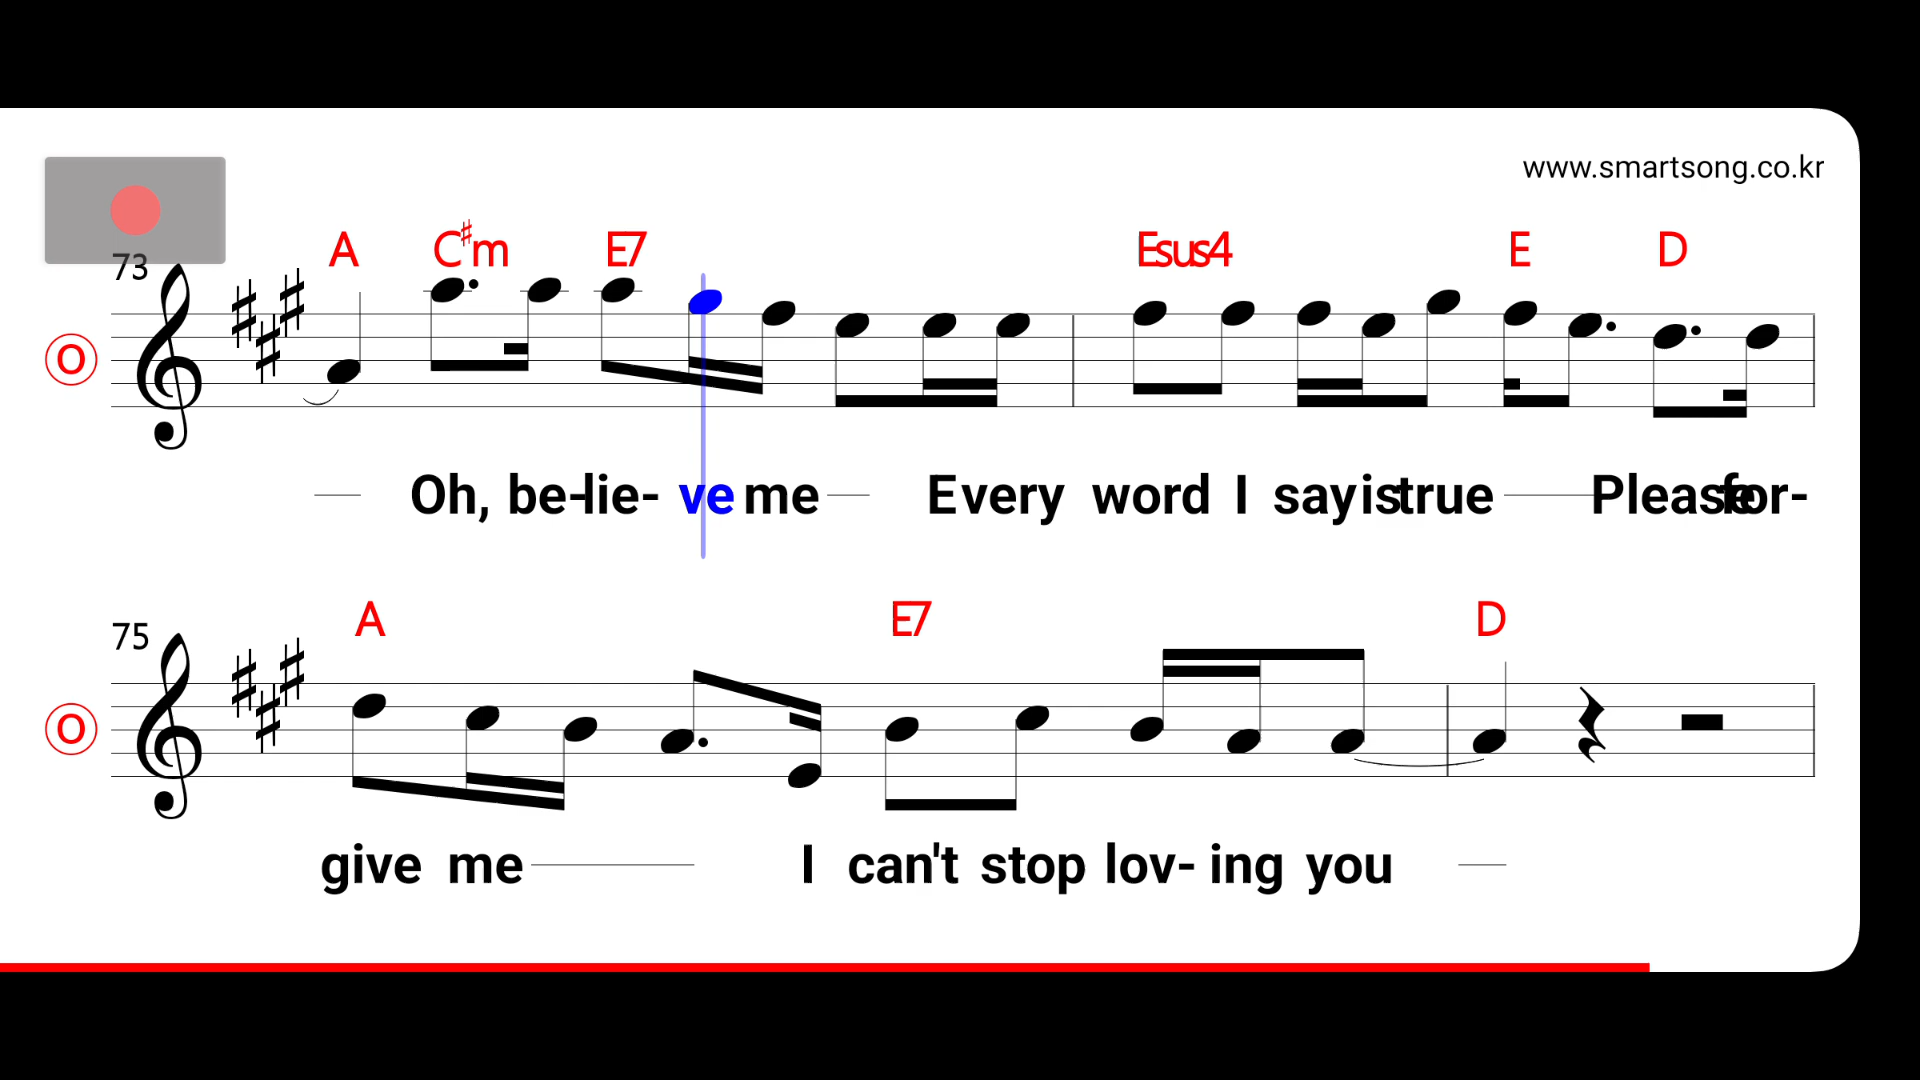 www.smartsong.co.kr
73 A C♯m E7 Esus4 E D
O
Oh, be-lie- ve me Every word I say is true Please for-
75 A E7 D
O
give me I can't stop lov- ing you